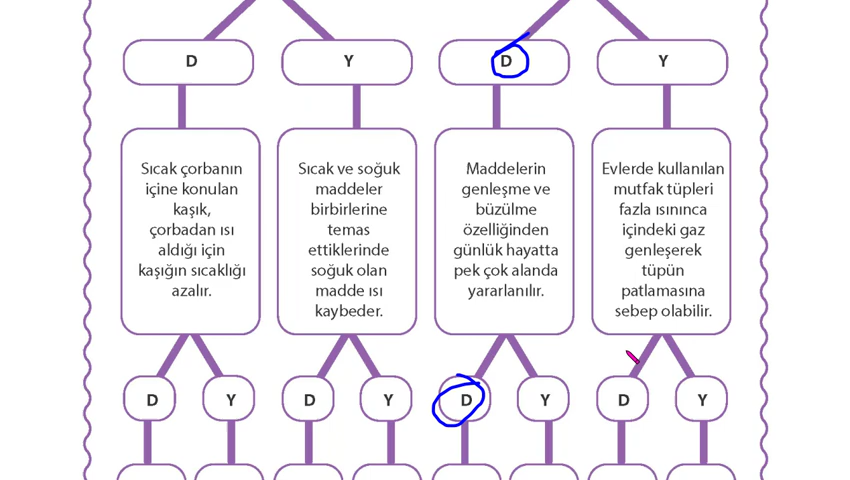 D
Y
D
Y
Sıcak çorbanın
içine konulan
kaşık,
çorbadan ısı
aldığı için
kaşığın sıcaklığı
azalır.
Sıcak ve soğuk
maddeler
birbirlerine
temas
ettiklerinde
soğuk olan
madde ısı
kaybeder.
Maddelerin
genleşme ve
büzülme
özelliğinden
günlük hayatta
pek çok alanda
yararlanılır.
Evlerde kullanılan
mutfak tüpleri
fazla ısınınca
içindeki gaz
genleşerek
tüpün
patlamasına
sebep olabilir.
D
Y
D
Y
D
Y
D
Y